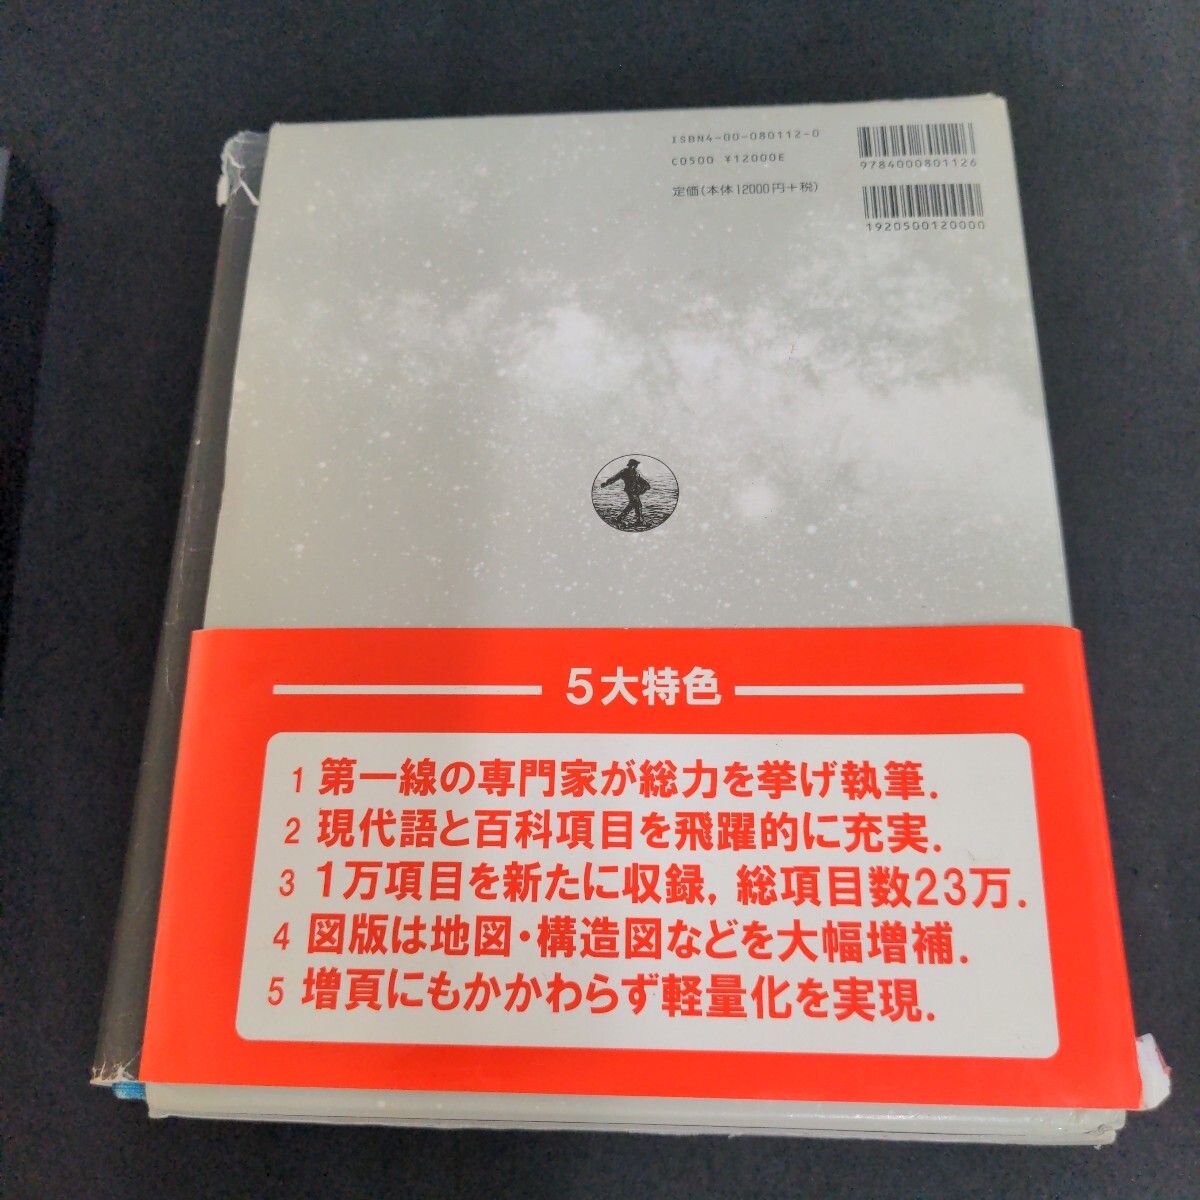 ISBN4-00-080112-0
C0500 ¥12000E
定価(本体12000円+税)
9784000801126
1920500120000
5大特色
1 第一線の専門家が総力を挙げ執筆.
2 現代語と百科項目を飛躍的に充実.
3 1万項目を新たに収録,総項目数23万.
4 図版は地図・構造図などを大幅増補.
5 増頁にもかかわらず軽量化を実現.